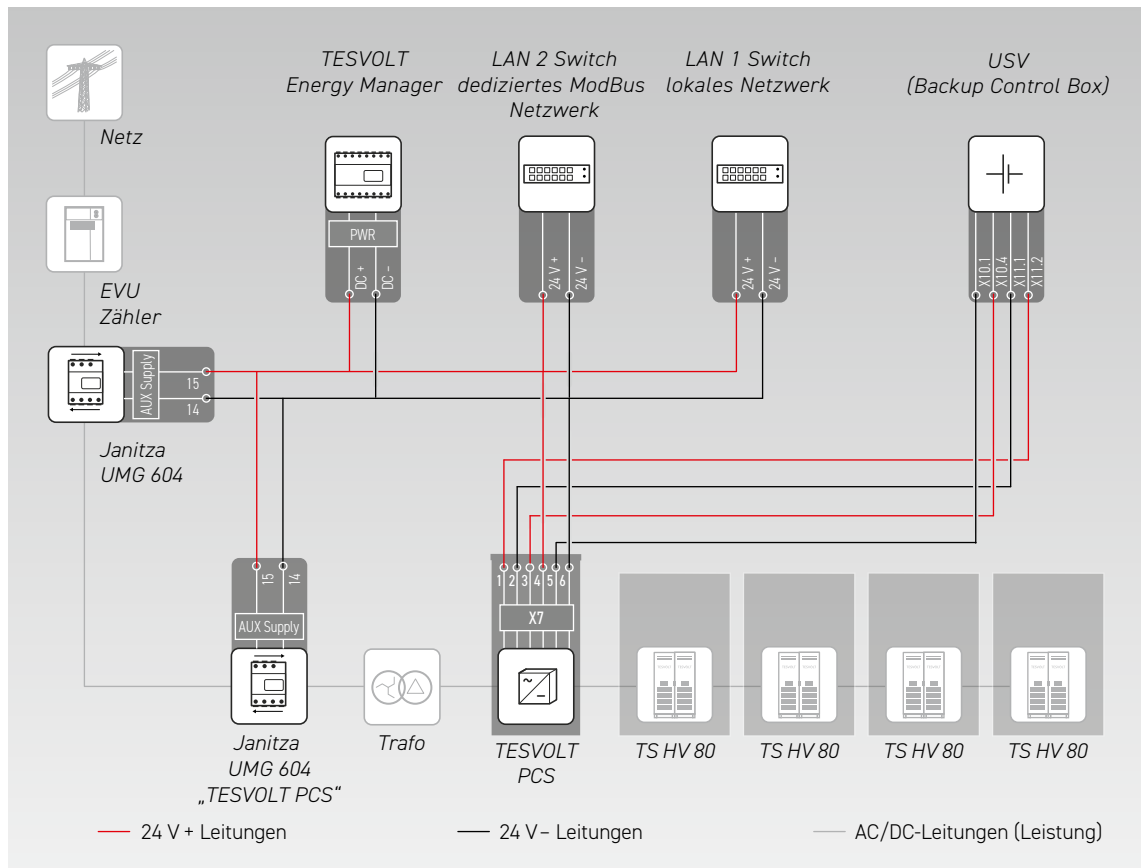 TESVOLT
Energy Manager
LAN 2 Switch
dediziertes ModBus
Netzwerk
LAN 1 Switch
lokales Netzwerk
USV
(Backup Control Box)
Netz
PWR
DC +
DC –
24 V +
24 V –
24 V +
24 V –
X10.1
X10.4
X11.1
X11.2
EVU
Zähler
AUX Supply
15
14
Janitza
UMG 604
15
14
AUX Supply
1
2
3
4
5
6
X7
Janitza
UMG 604
„TESVOLT PCS“
Trafo
TESVOLT
PCS
TS HV 80
TS HV 80
TS HV 80
TS HV 80
24 V + Leitungen
24 V – Leitungen
AC/DC-Leitungen (Leistung)